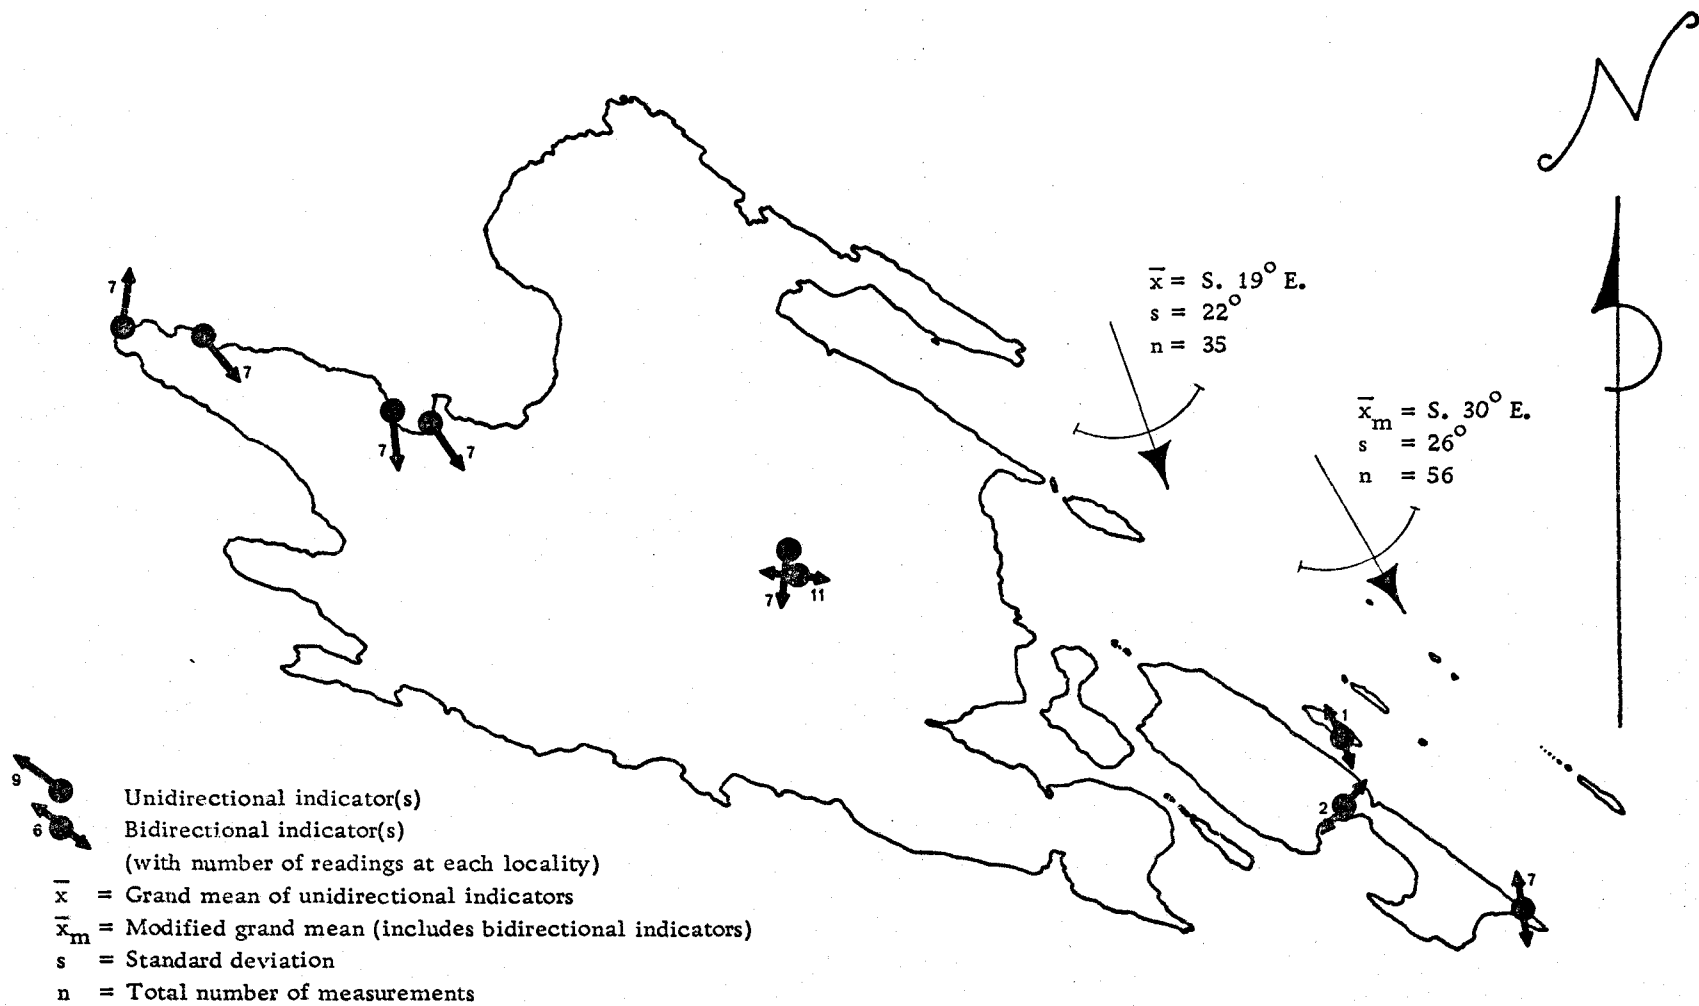 N
x̄ = S. 19° E.
s = 22°
n = 35
x̄m = S. 30° E.
s = 26°
n = 56
7
7
7
7
7
11
1
2
7
9
Unidirectional indicator(s)
6
Bidirectional indicator(s)
(with number of readings at each locality)
x̄ = Grand mean of unidirectional indicators
x̄m = Modified grand mean (includes bidirectional indicators)
s = Standard deviation
n = Total number of measurements